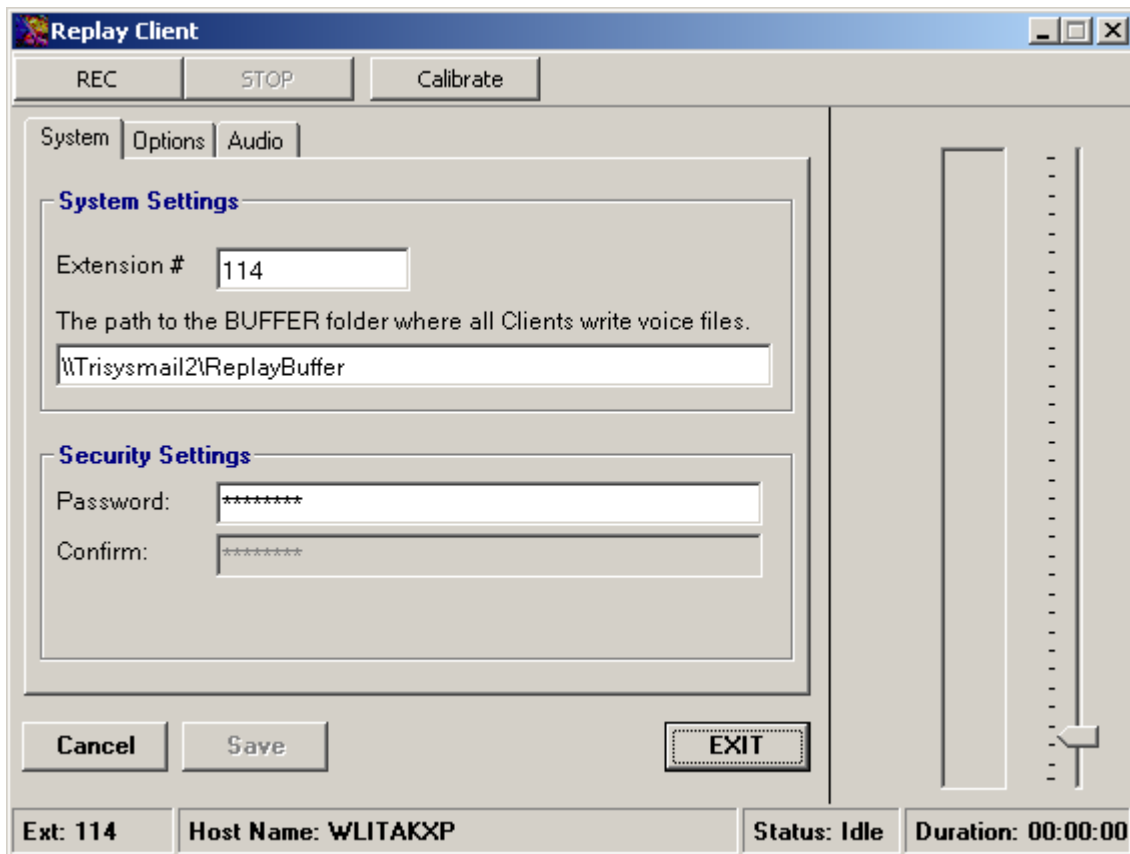 Replay Client
REC STOP Calibrate
System Options Audio
System Settings
Extension # 114
The path to the BUFFER folder where all Clients write voice files.
\\Trisysmail2\ReplayBuffer
Security Settings
Password: ********
Confirm: ********
Cancel Save EXIT
Ext: 114 Host Name: WLITAKXP Status: Idle Duration: 00:00:00